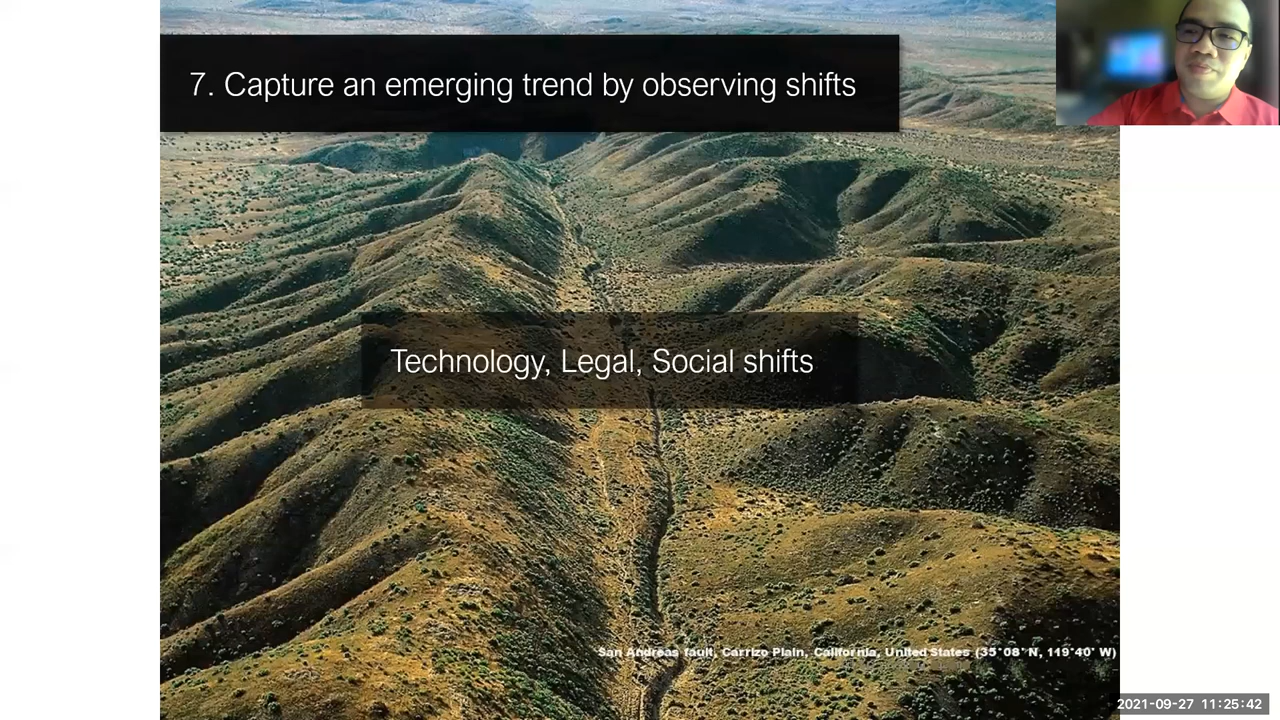 7. Capture an emerging trend by observing shifts
Technology, Legal, Social shifts
San Andreas fault, Carrizo Plain, California, United States (35°08' N, 119°40' W)
2021-09-27 11:25:42